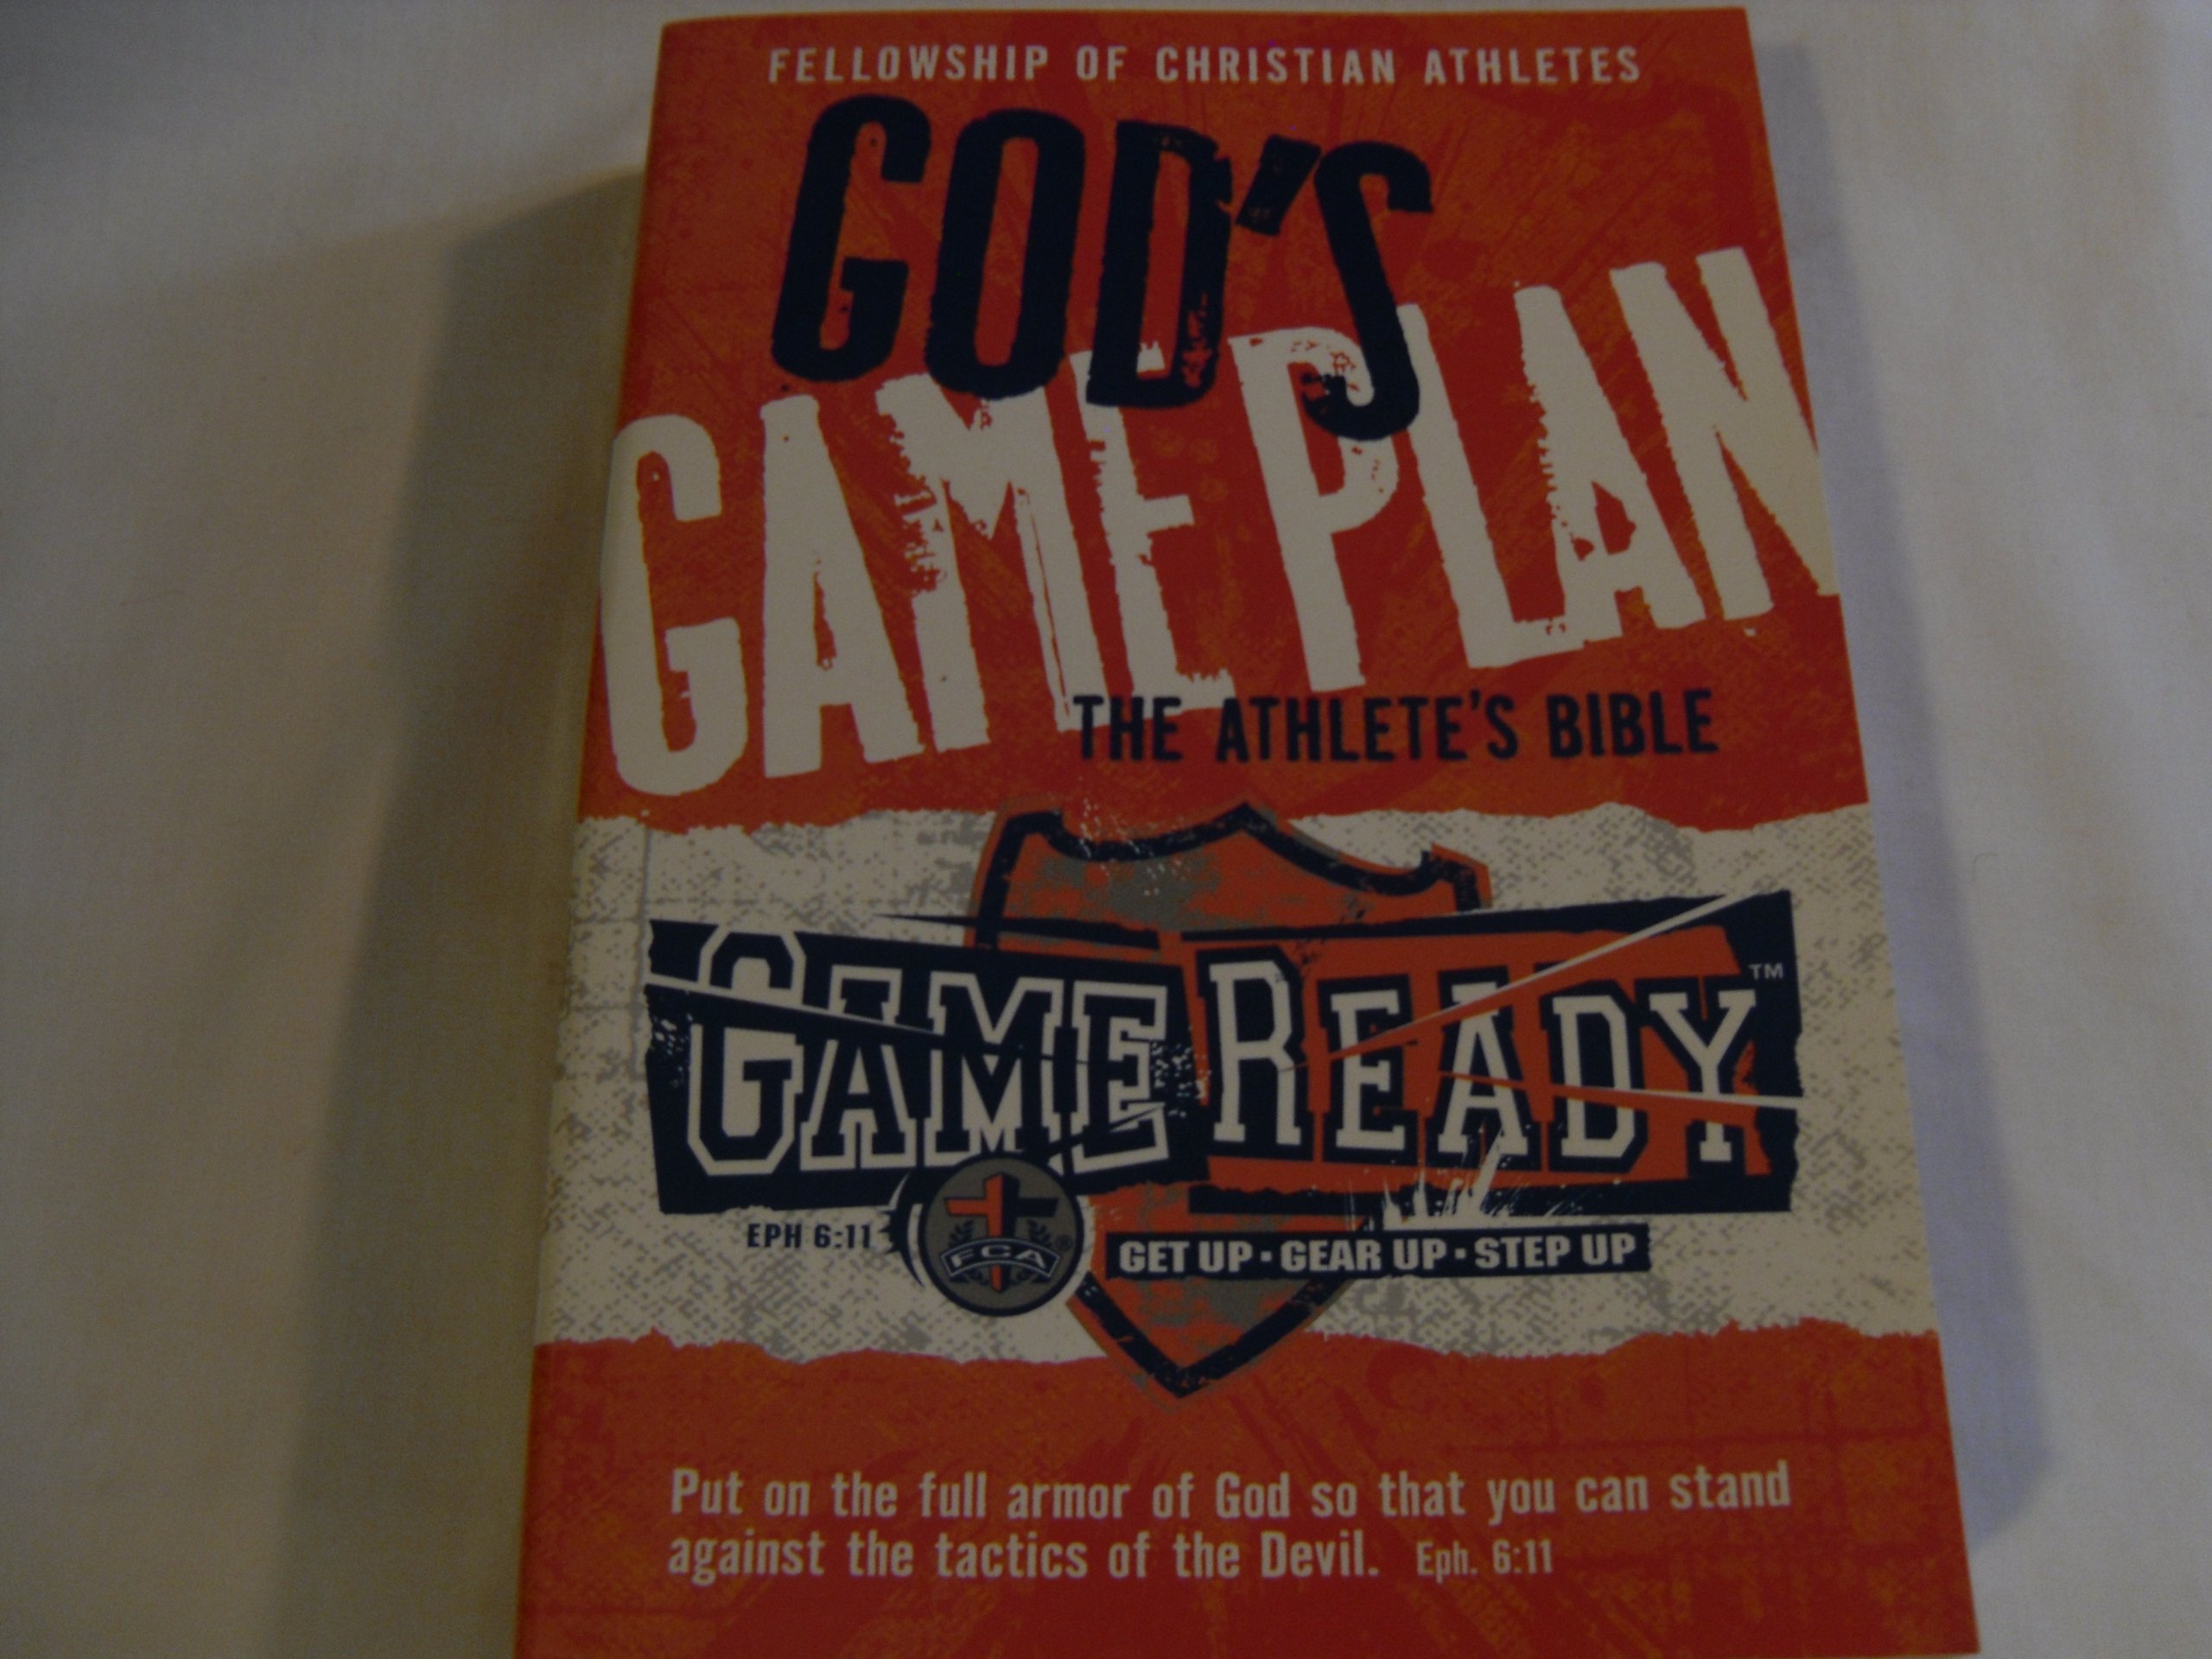 FELLOWSHIP OF CHRISTIAN ATHLETES
GOD'S
GAME PLAN
THE ATHLETE'S BIBLE
GAME READY™
EPH 6:11
FCA®
GET UP · GEAR UP · STEP UP
Put on the full armor of God so that you can stand
against the tactics of the Devil. Eph. 6:11